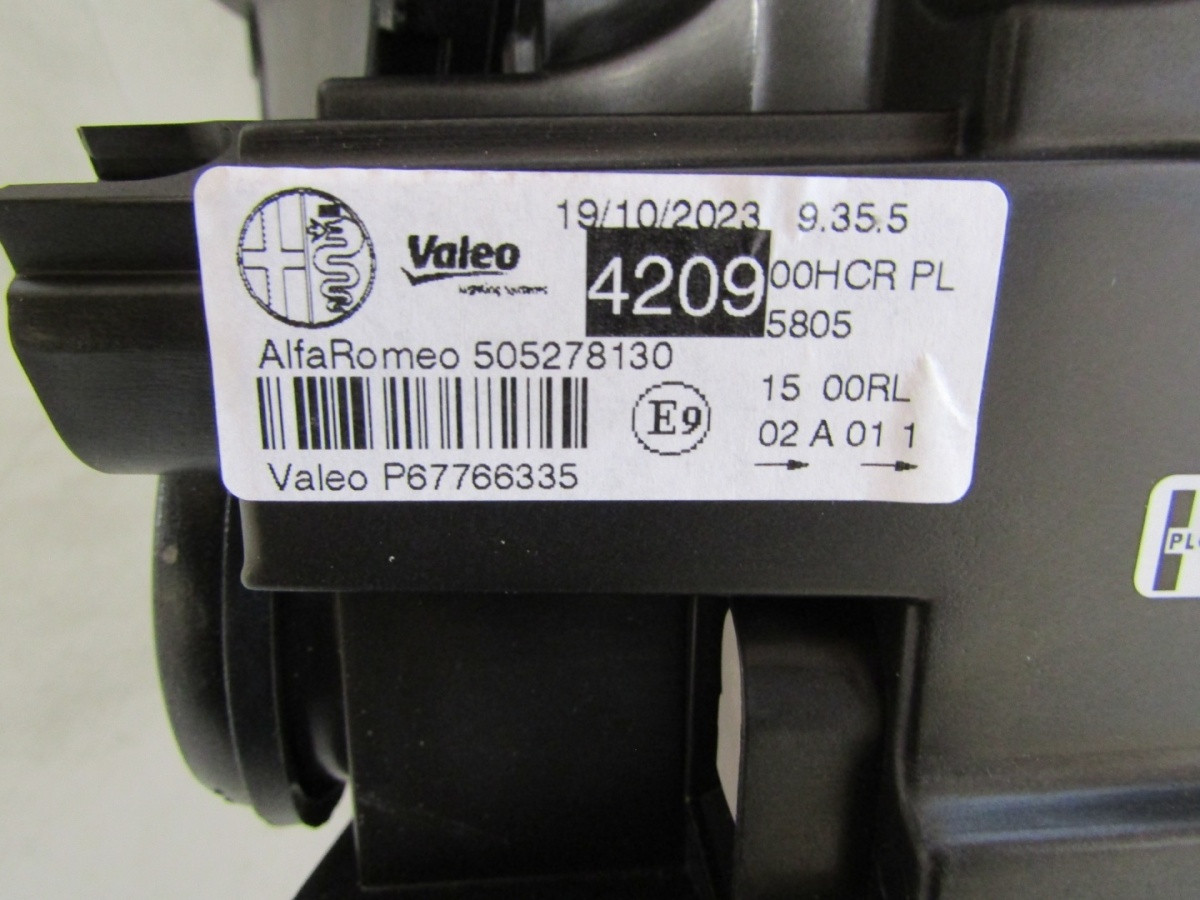 19/10/2023 9.35.5
Valeo
4209 00HCR PL
5805
AlfaRomeo 505278130
15 00RL
E9
02 A 01 1
Valeo P67766335